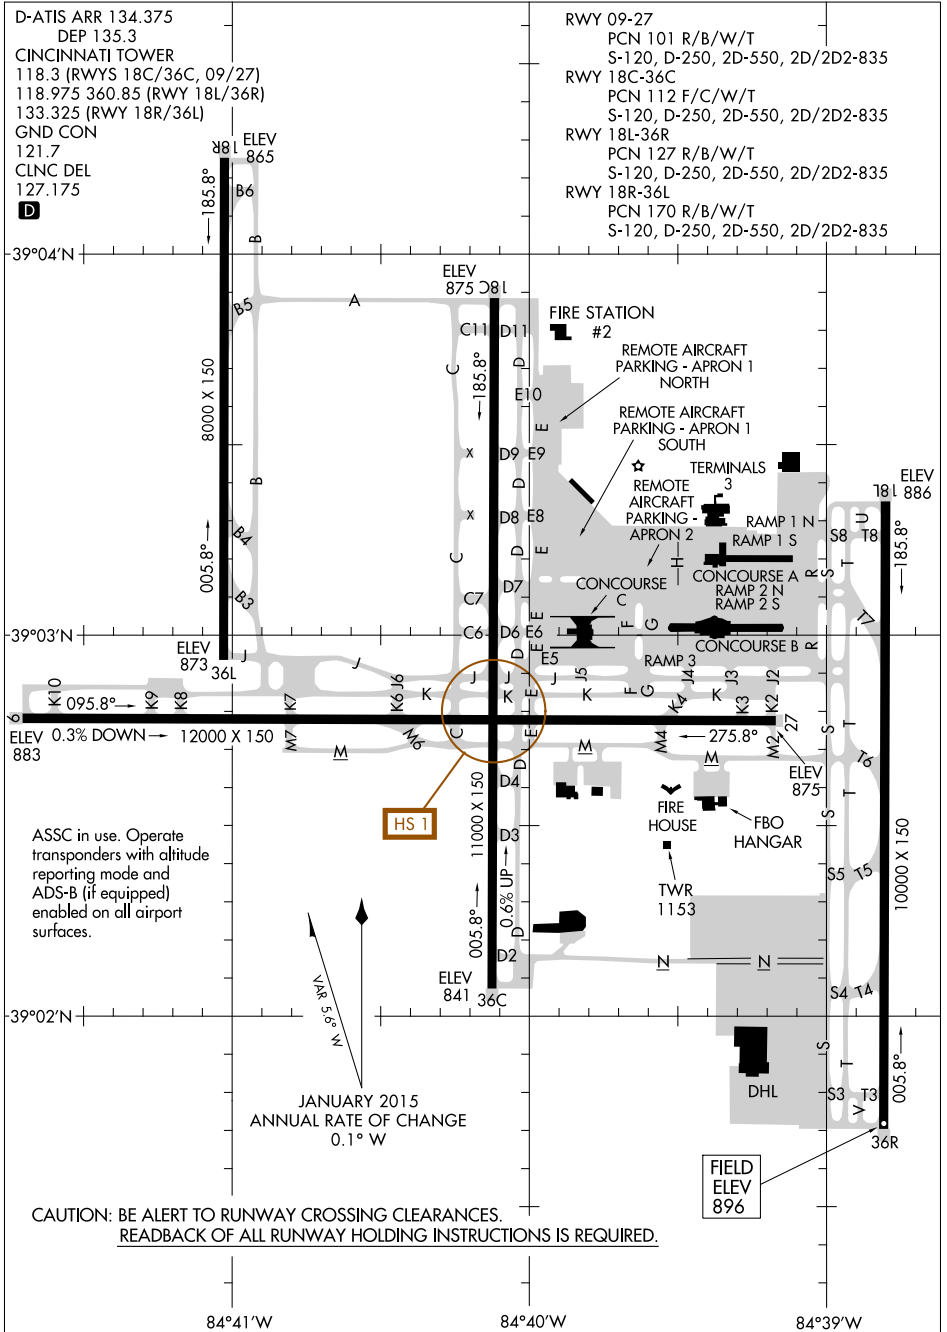 D-ATIS ARR 134.375
DEP 135.3
CINCINNATI TOWER
118.3 (RWYS 18C/36C, 09/27)
118.975 360.85 (RWY 18L/36R)
133.325 (RWY 18R/36L)
GND CON
121.7
CLNC DEL
127.175
D
RWY 09-27
PCN 101 R/B/W/T
S-120, D-250, 2D-550, 2D/2D2-835
RWY 18C-36C
PCN 112 F/C/W/T
S-120, D-250, 2D-550, 2D/2D2-835
RWY 18L-36R
PCN 127 R/B/W/T
S-120, D-250, 2D-550, 2D/2D2-835
RWY 18R-36L
PCN 170 R/B/W/T
S-120, D-250, 2D-550, 2D/2D2-835
18R
ELEV
865
185.8°
B6
B
39°04'N
ELEV
875
18C
A
B5
C11
D11
FIRE STATION
#2
C
185.8°
D
REMOTE AIRCRAFT
PARKING - APRON 1
NORTH
E10
E
8000 X 150
REMOTE AIRCRAFT
PARKING - APRON 1
SOUTH
X
D9
E9
TERMINALS
3
B
D
REMOTE
AIRCRAFT
PARKING -
APRON 2
ELEV
886
18L
X
D8
E8
RAMP 1 N
RAMP 1 S
S8
U
T8
185.8°
B4
005.8°
C
D
E
H
CONCOURSE A
R
S
T
CONCOURSE C
D7
RAMP 2 N
RAMP 2 S
B3
C7
T7
39°03'N
C6
D6
E6
E
F
G
CONCOURSE B
R
ELEV
873
36L
J
J
D
E
E5
RAMP 3
J6
J
J
J
J5
J4
J3
J2
K10
K9
K8
K7
K6
K
K
E
K
F
G
K4
K
K3
K2
9
095.8°
27
ELEV
883
0.3% DOWN
12000 X 150
M7
M
M6
C
E
M
M4
275.8°
M
M2
S
T
D
T6
ELEV
875
D4
HS 1
11000 X 150
FIRE
HOUSE
FBO
HANGAR
S
T
10000 X 150
ASSC in use. Operate
transponders with altitude
reporting mode and
ADS-B (if equipped)
enabled on all airport
surfaces.
D3
0.6% UP
TWR
1153
S5
T5
005.8°
D
D2
N
N
ELEV
841
36C
S4
T4
VAR 5.6° W
39°02'N
S
T
005.8°
DHL
S3
T3
V
JANUARY 2015
ANNUAL RATE OF CHANGE
0.1° W
36R
FIELD
ELEV
896
CAUTION: BE ALERT TO RUNWAY CROSSING CLEARANCES.
READBACK OF ALL RUNWAY HOLDING INSTRUCTIONS IS REQUIRED.
84°41'W
84°40'W
84°39'W